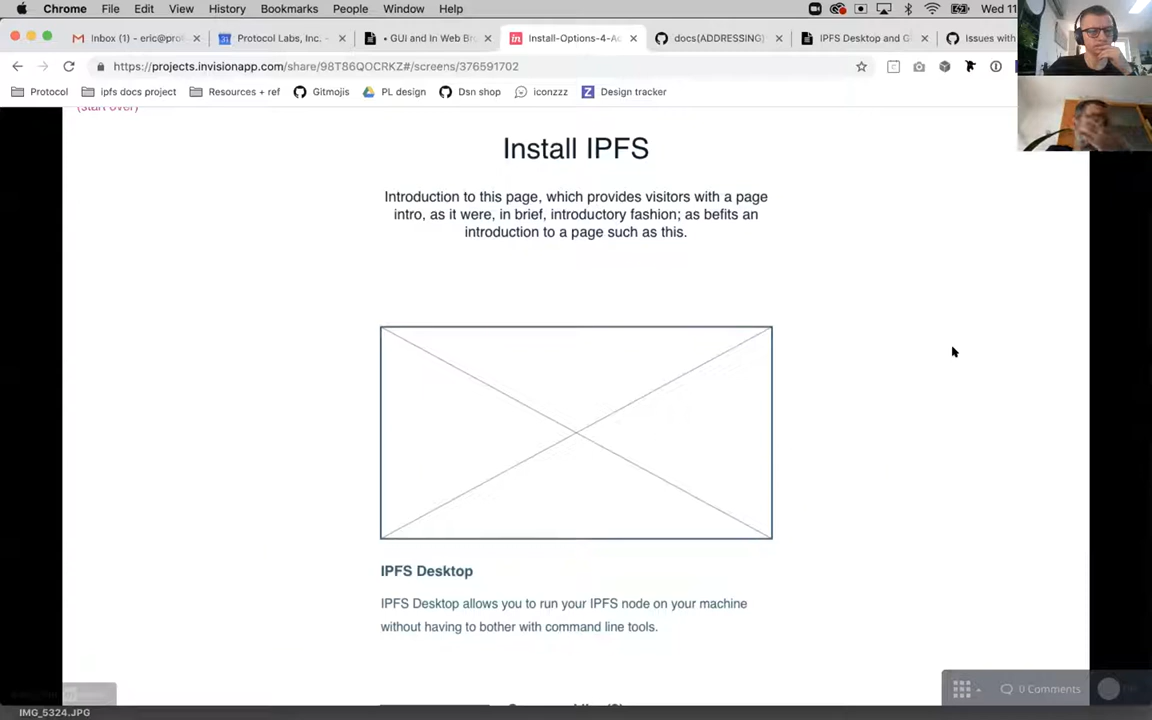 Chrome File Edit View History Bookmarks People Window Help Wed 11
Inbox (1) - eric@pro
Protocol Labs, Inc. -
• GUI and In Web Br
Install-Options-4-A
docs(ADDRESSING)
IPFS Desktop and G
Issues with
https://projects.invisionapp.com/share/98T86QOCRKZ#/screens/376591702
Protocol ipfs docs project Resources + ref Gitmojis PL design Dsn shop iconzzz Design tracker
(start over)
Install IPFS
Introduction to this page, which provides visitors with a page
intro, as it were, in brief, introductory fashion; as befits an
introduction to a page such as this.
IPFS Desktop
IPFS Desktop allows you to run your IPFS node on your machine
without having to bother with command line tools.
0 Comments
IMG_5324.JPG